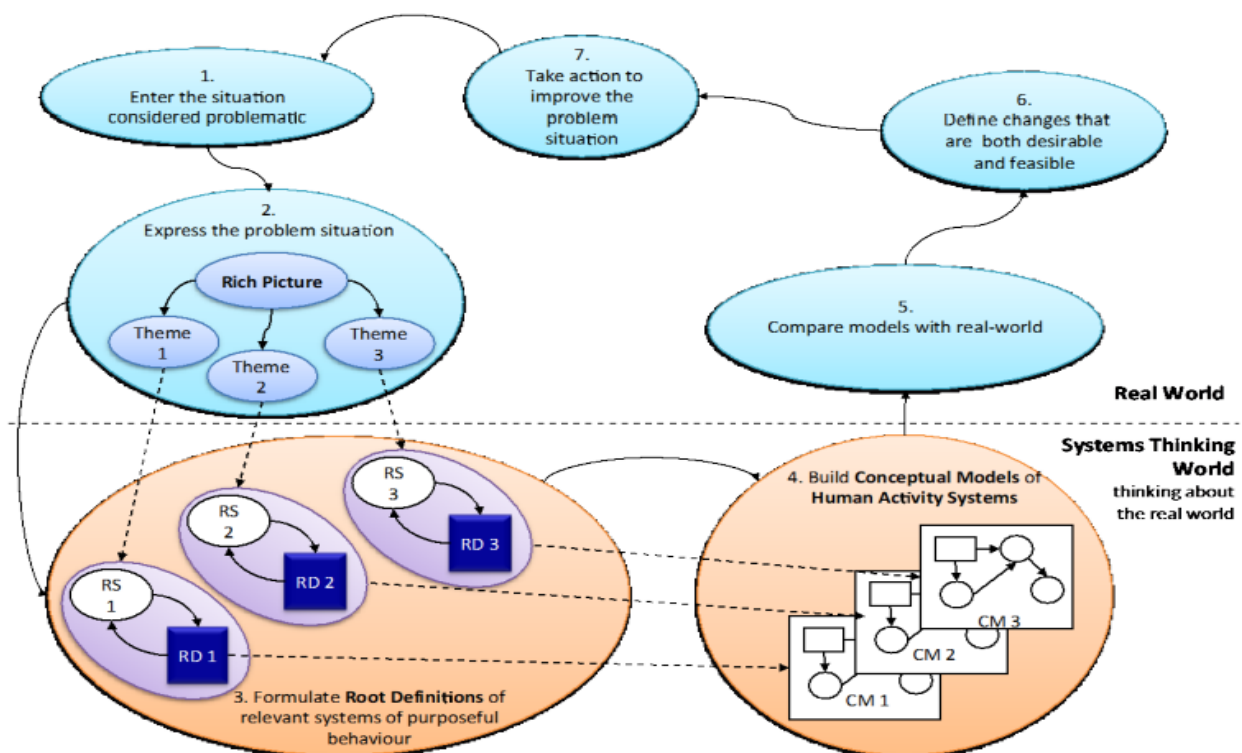 1.
Enter the situation
considered problematic
7.
Take action to
improve the
problem
situation
6.
Define changes that
are both desirable
and feasible
2.
Express the problem situation
Rich Picture
Theme
1
Theme
2
Theme
3
5.
Compare models with real-world
Real World
Systems Thinking
World
thinking about
the real world
RS
3
RD 3
RS
2
RD 2
RS
1
RD 1
3. Formulate Root Definitions of
relevant systems of purposeful
behaviour
4. Build Conceptual Models of
Human Activity Systems
CM 3
CM 2
CM 1